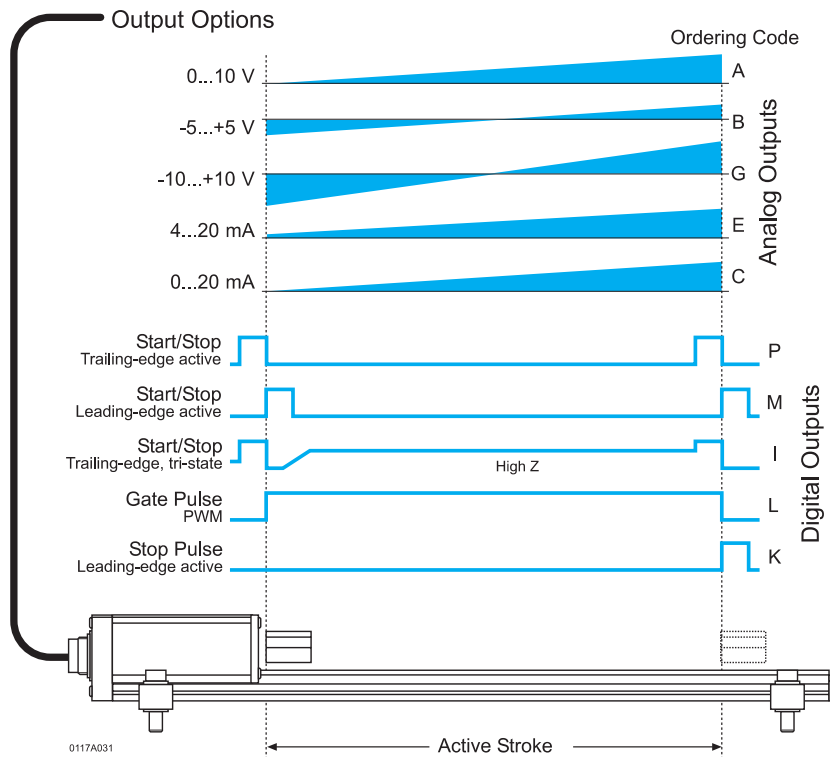 Output Options
Ordering Code
0...10 V
A
-5...+5 V
B
-10...+10 V
G
4...20 mA
E
0...20 mA
C
Analog Outputs
Start/Stop
Trailing-edge active
P
Start/Stop
Leading-edge active
M
Start/Stop
Trailing-edge, tri-state
High Z
I
Gate Pulse
PWM
L
Stop Pulse
Leading-edge active
K
Digital Outputs
0117A031
Active Stroke